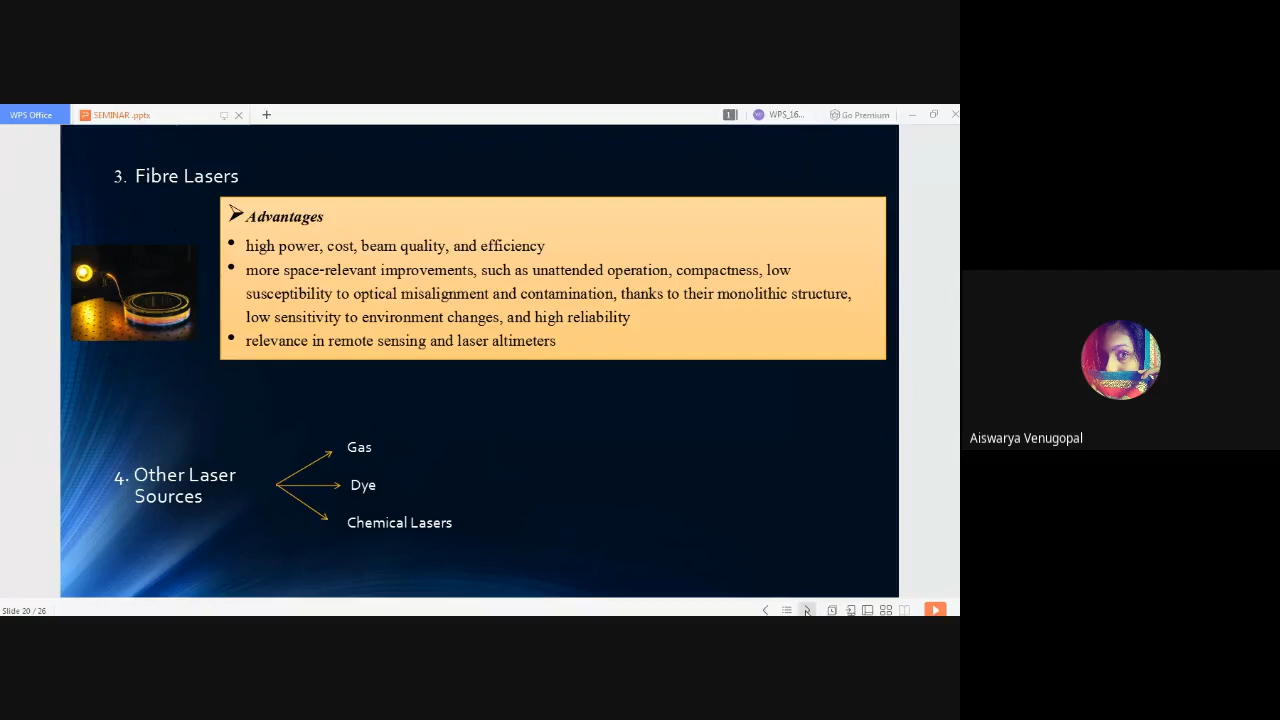 WPS Office
SEMINAR .pptx
+
1
WPS_16...
Go Premium
3. Fibre Lasers
Advantages
• high power, cost, beam quality, and efficiency
• more space-relevant improvements, such as unattended operation, compactness, low
susceptibility to optical misalignment and contamination, thanks to their monolithic structure,
low sensitivity to environment changes, and high reliability
• relevance in remote sensing and laser altimeters
4. Other Laser
Sources
Gas
Dye
Chemical Lasers
Aiswarya Venugopal
Slide 20 / 26